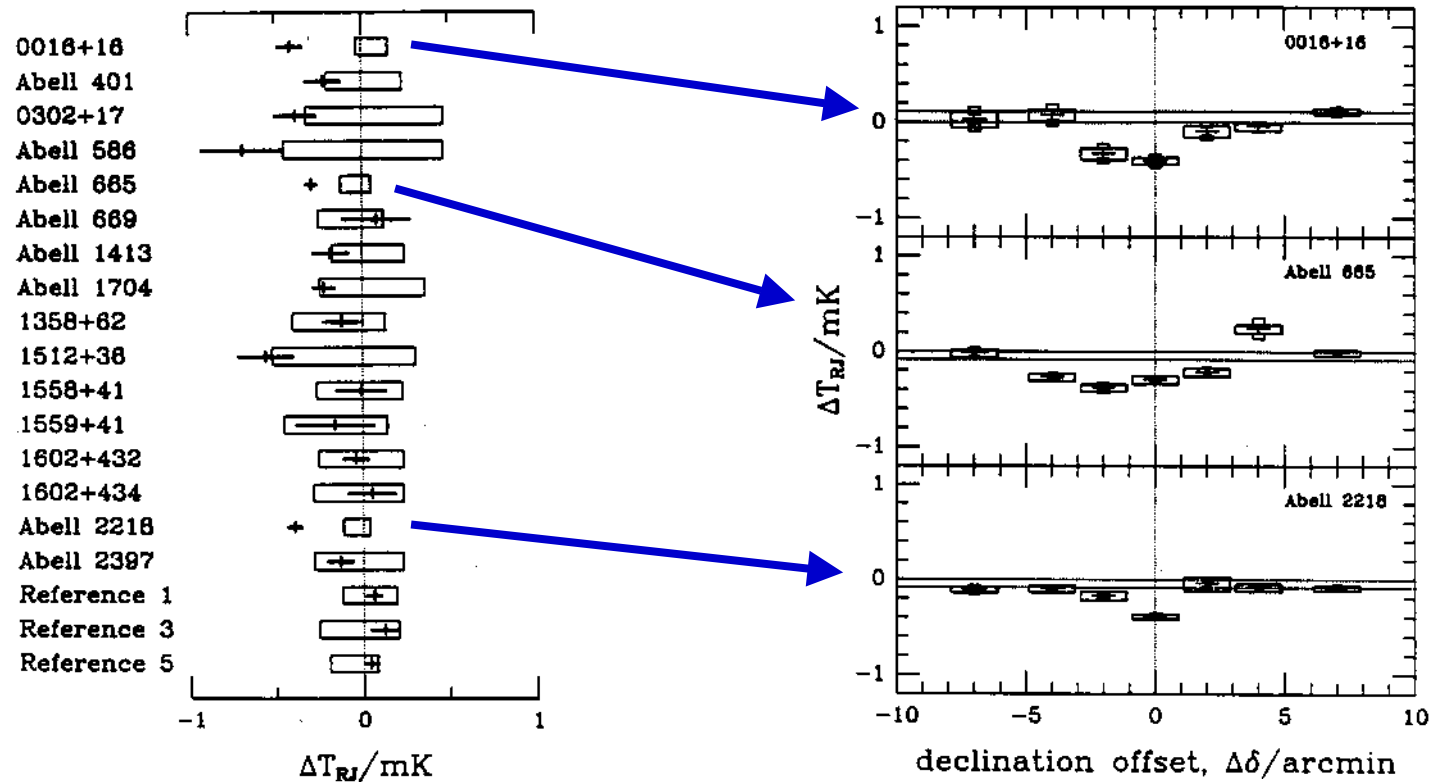 1
0016+16
Abell 401
0302+17
Abell 586
Abell 665
Abell 669
Abell 1413
Abell 1704
1358+62
1512+36
1558+41
1559+41
1602+432
1602+434
Abell 2218
Abell 2397
Reference 1
Reference 3
Reference 5
−1 0 1
ΔT_RJ/mK
ΔT_RJ/mK
1
0
−1
0016+16
1
0
−1
Abell 665
1
0
−1
Abell 2218
−10 −5 0 5 10
declination offset, Δδ/arcmin